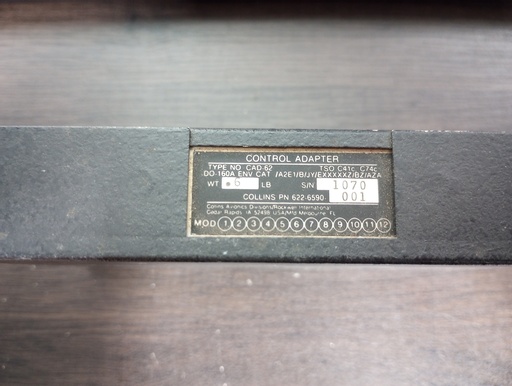 CONTROL ADAPTER
TYPE NO. CAD-62 TSO C41c, C74c
DO-160A ENV CAT /A2E1/B/JY/EXXXXXZ/BZ/AZA
WT .6 LB S/N 1070
COLLINS PN 622-6590- 001
Collins Avionics Divisions/Rockwell International
Cedar Rapids IA 52498 USA/Mfd Melbourne, FL
MOD 1 2 3 4 5 6 7 8 9 10 11 12